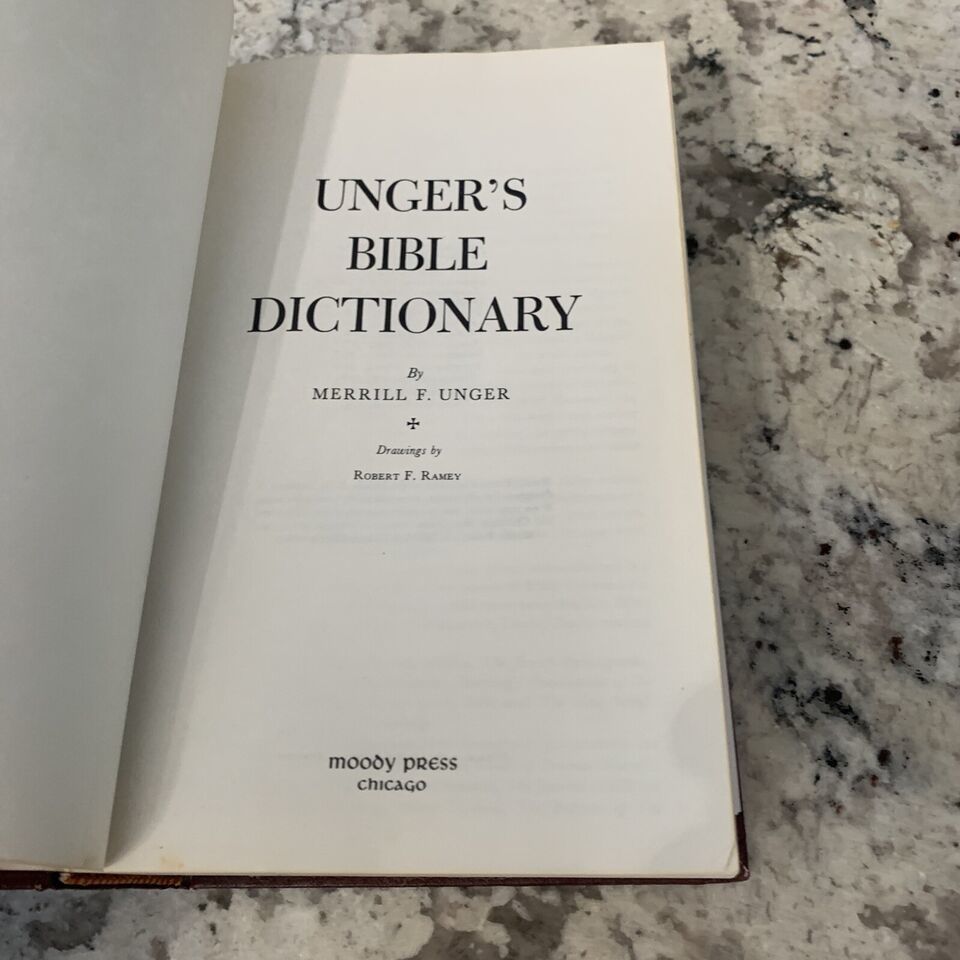 UNGER'S
BIBLE
DICTIONARY
By
MERRILL F. UNGER
✠
Drawings by
ROBERT F. RAMEY
MOODY PRESS
CHICAGO